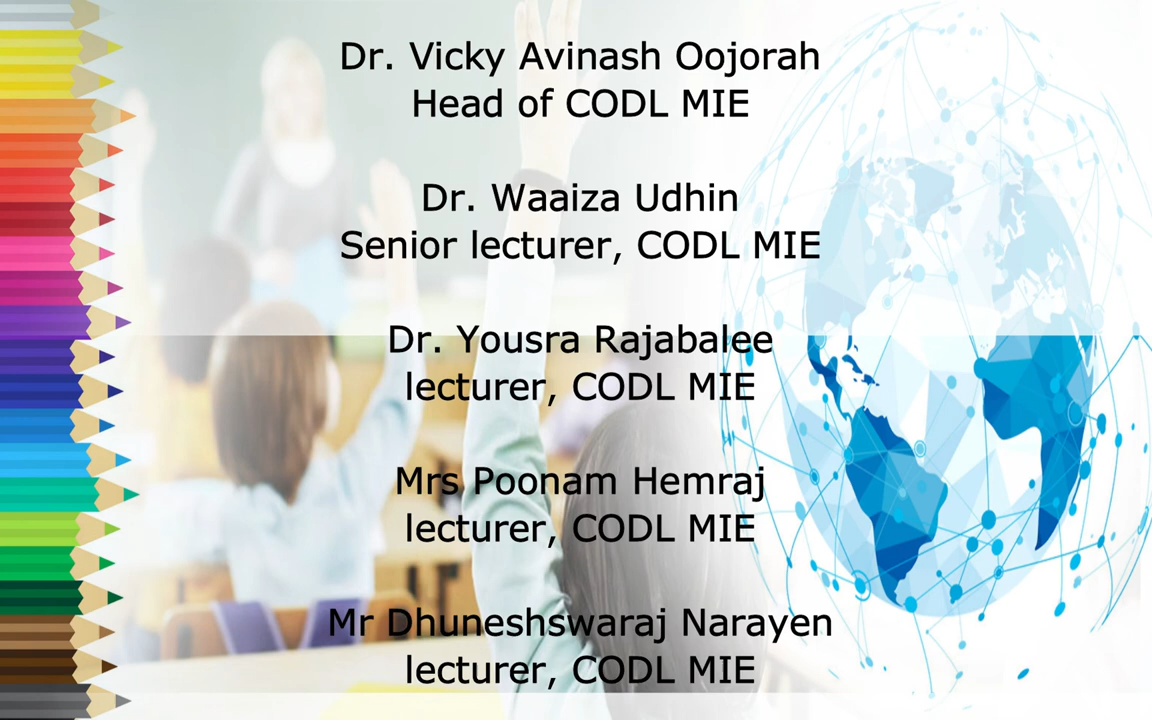 Dr. Vicky Avinash Oojorah
Head of CODL MIE
Dr. Waaiza Udhin
Senior lecturer, CODL MIE
Dr. Yousra Rajabalee
lecturer, CODL MIE
Mrs Poonam Hemraj
lecturer, CODL MIE
Mr Dhuneshswaraj Narayen
lecturer, CODL MIE